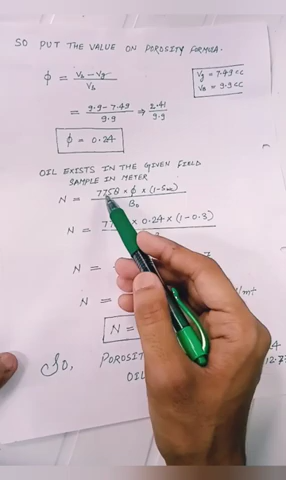 SO PUT THE VALUE ON POROSITY FORMULA.
Vg = 7.49 cc
VB = 9.9 cc
φ = VB - Vg / VB
= 9.9 - 7.49 / 9.9 ⇒ 2.41 / 9.9
φ = 0.24
OIL EXISTS IN THE GIVEN FIELD
SAMPLE IN METER
N = 7758 × φ × (1-Sw) / Bo
N = 77 × 0.24 × (1-0.3)
N =
N =
N =
So, POROSIT
OIL